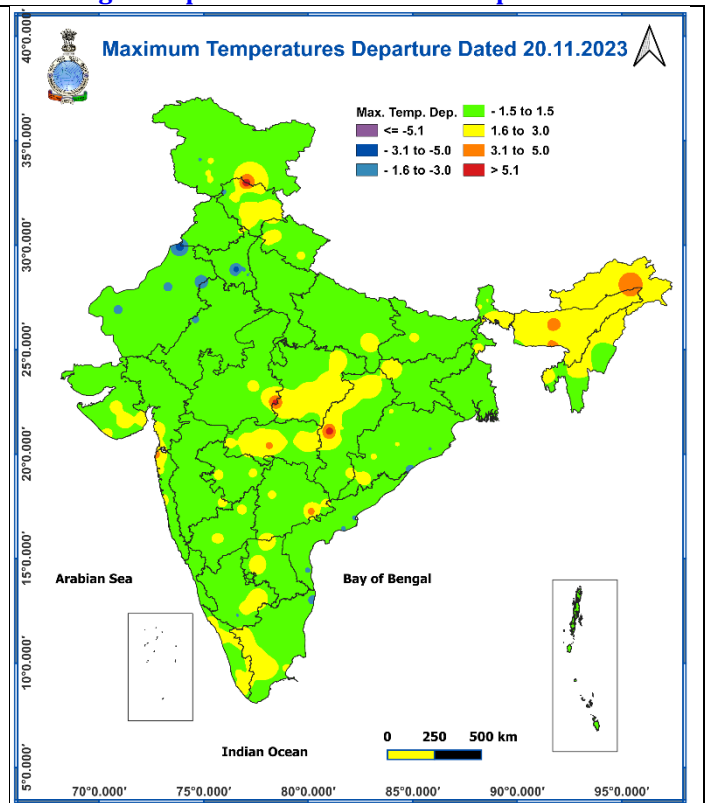 Maximum Temperatures Departure Dated 20.11.2023
Max. Temp. Dep.
<= -5.1
- 3.1 to -5.0
- 1.6 to -3.0
- 1.5 to 1.5
1.6 to 3.0
3.1 to 5.0
> 5.1
40°0.000'
35°0.000'
30°0.000'
25°0.000'
20°0.000'
15°0.000'
10°0.000'
5°0.000'
Arabian Sea
Bay of Bengal
Indian Ocean
0 250 500 km
70°0.000' 75°0.000' 80°0.000' 85°0.000' 90°0.000' 95°0.000'